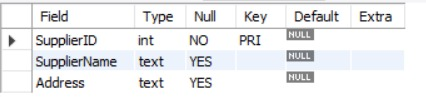 Field Type Null Key Default Extra
SupplierID int NO PRI NULL
SupplierName text YES NULL
Address text YES NULL